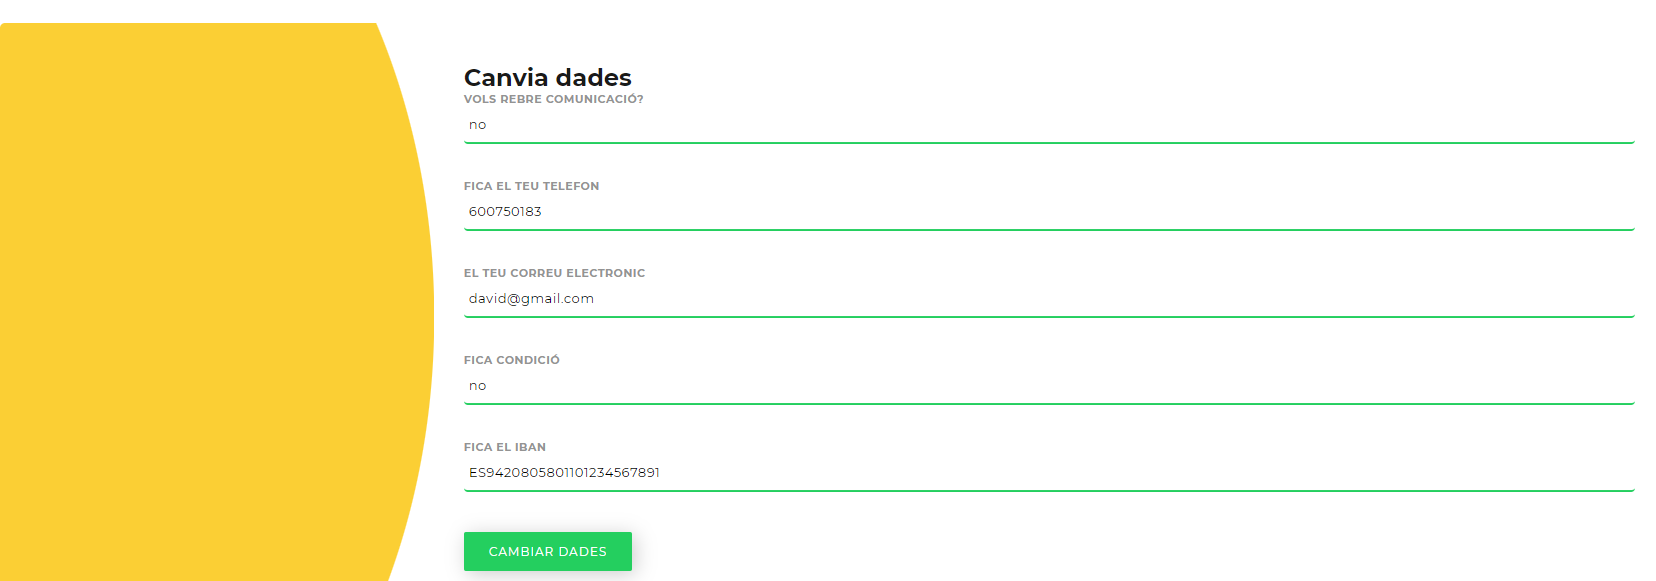 Canvia dades
VOLS REBRE COMUNICACIÓ?
no
FICA EL TEU TELEFON
600750183
EL TEU CORREU ELECTRONIC
david@gmail.com
FICA CONDICIÓ
no
FICA EL IBAN
ES9420805801101234567891
CAMBIAR DADES